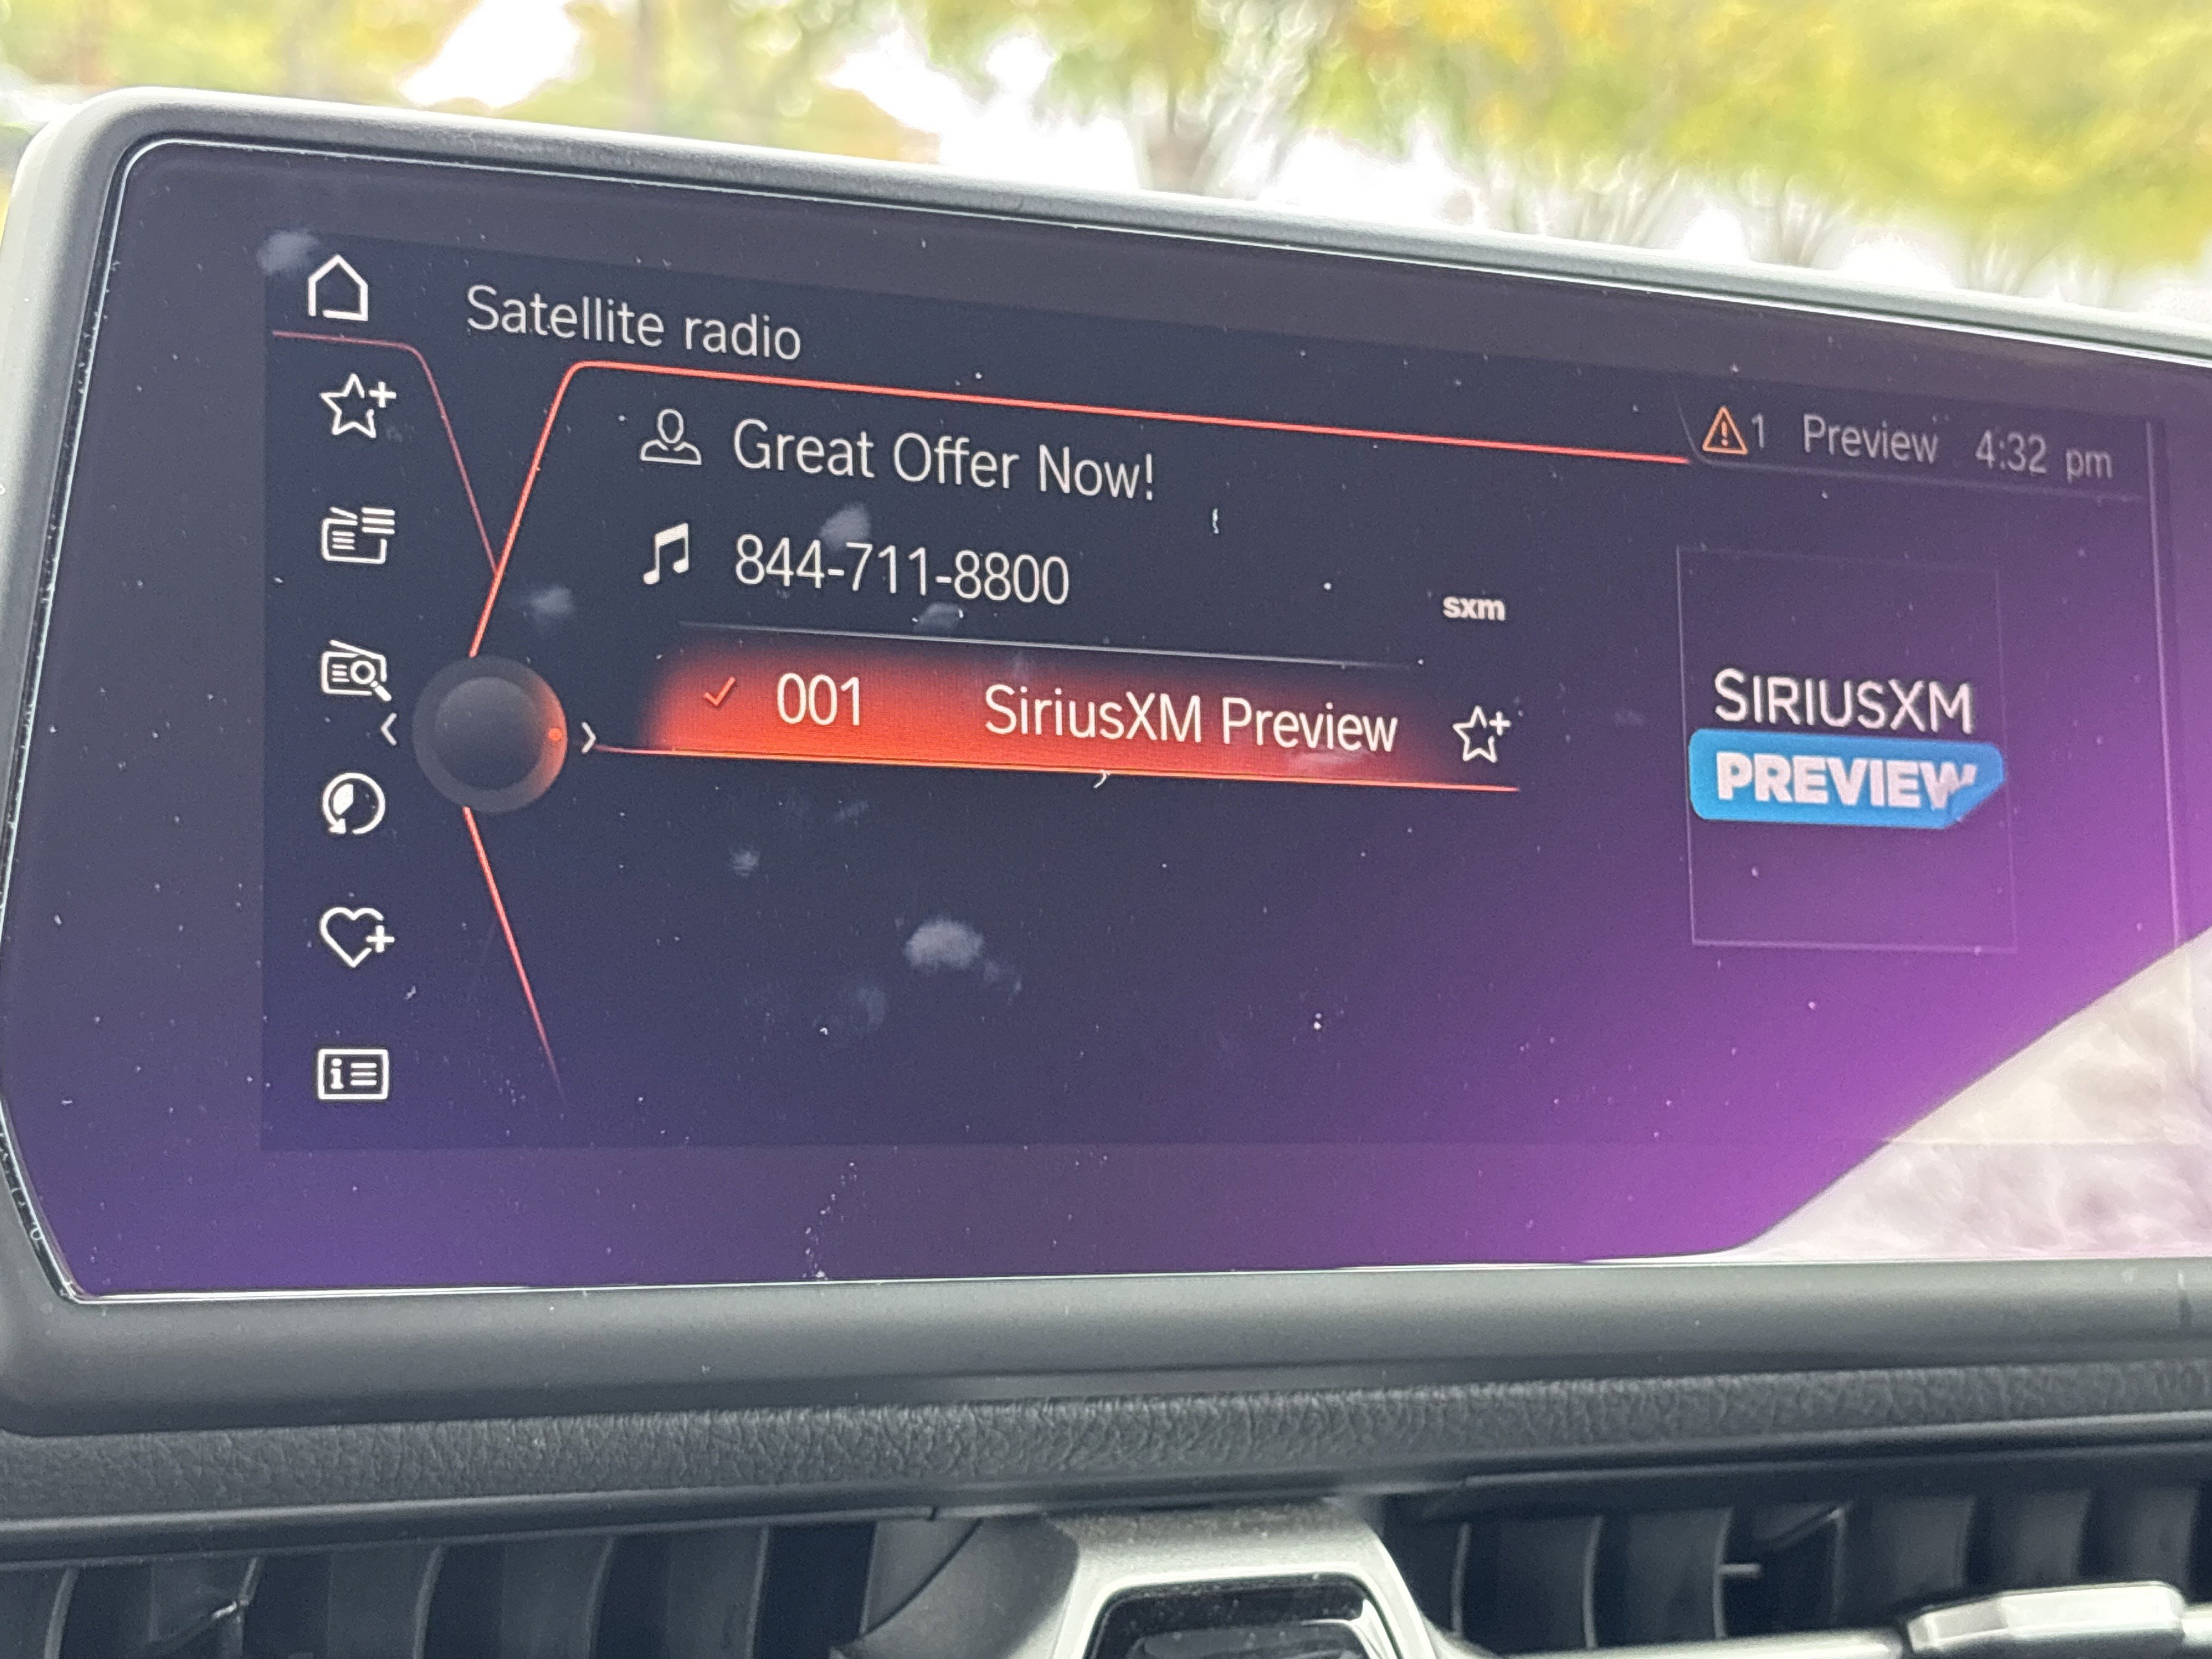 Satellite radio
1 Preview 4:32 pm
Great Offer Now!
844-711-8800
sxm
001 SiriusXM Preview
SIRIUSXM
PREVIEW